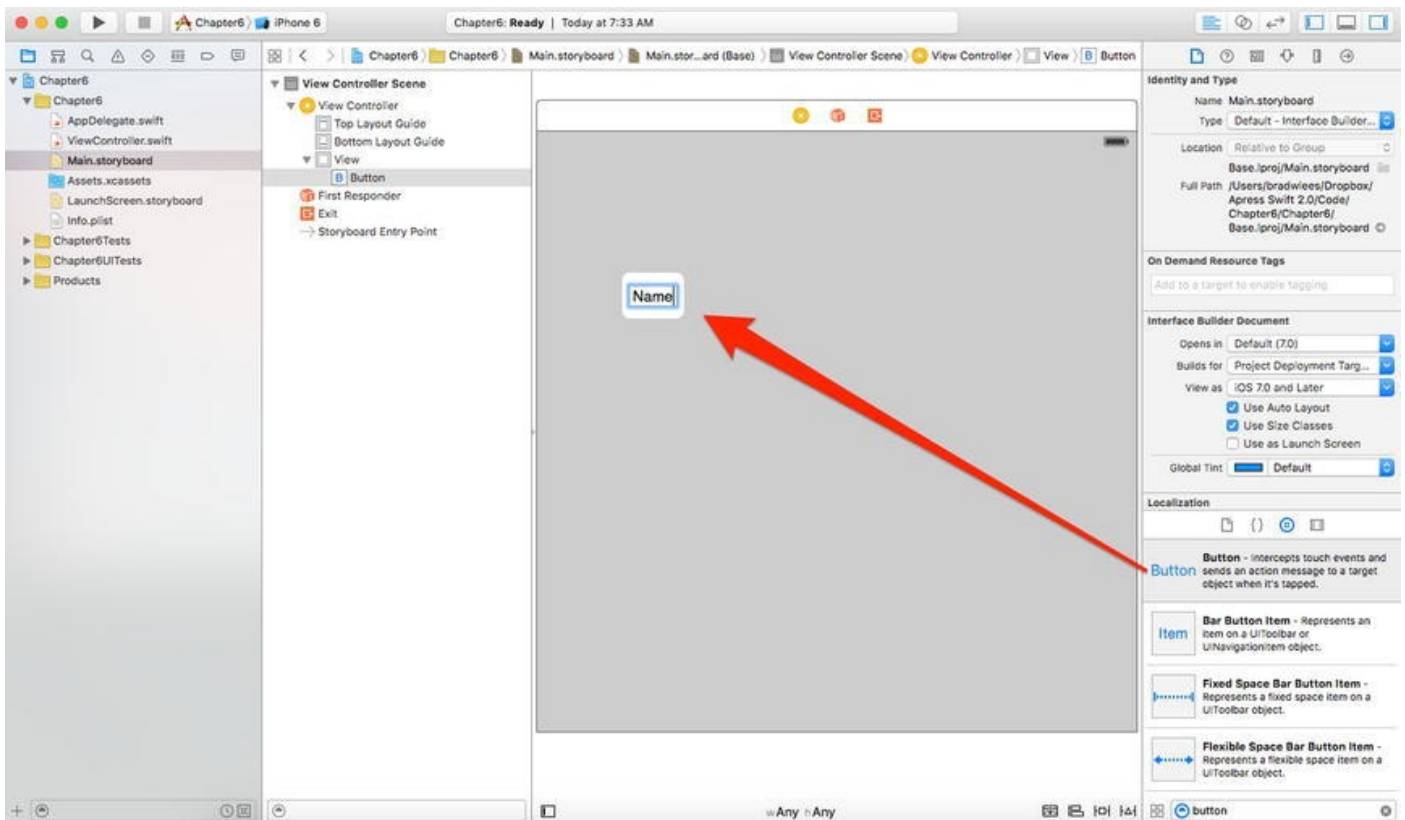 Chapter6 iPhone 6 Chapter6: Ready | Today at 7:33 AM
Chapter6 Chapter6 Main.storyboard Main.stor...ard (Base) View Controller Scene View Controller View B Button
Chapter6
Chapter6
AppDelegate.swift
ViewController.swift
Main.storyboard
Assets.xcassets
LaunchScreen.storyboard
Info.plist
Chapter6Tests
Chapter6UITests
Products
View Controller Scene
View Controller
Top Layout Guide
Bottom Layout Guide
View
B Button
First Responder
Exit
Storyboard Entry Point
Name
wAny hAny
Identity and Type
Name Main.storyboard
Type Default - Interface Builder...
Location Relative to Group
Base.lproj/Main.storyboard
Full Path /Users/bradwlees/Dropbox/
Apress Swift 2.0/Code/
Chapter6/Chapter6/
Base.lproj/Main.storyboard
On Demand Resource Tags
Add to a target to enable tagging
Interface Builder Document
Opens in Default (7.0)
Builds for Project Deployment Targ...
View as iOS 7.0 and Later
Use Auto Layout
Use Size Classes
Use as Launch Screen
Global Tint Default
Localization
Button
Button - Intercepts touch events and
sends an action message to a target
object when it's tapped.
Item
Bar Button Item - Represents an
item on a UIToolbar or
UINavigationItem object.
Fixed Space Bar Button Item -
Represents a fixed space item on a
UIToolbar object.
Flexible Space Bar Button Item -
Represents a flexible space item on a
UIToolbar object.
button